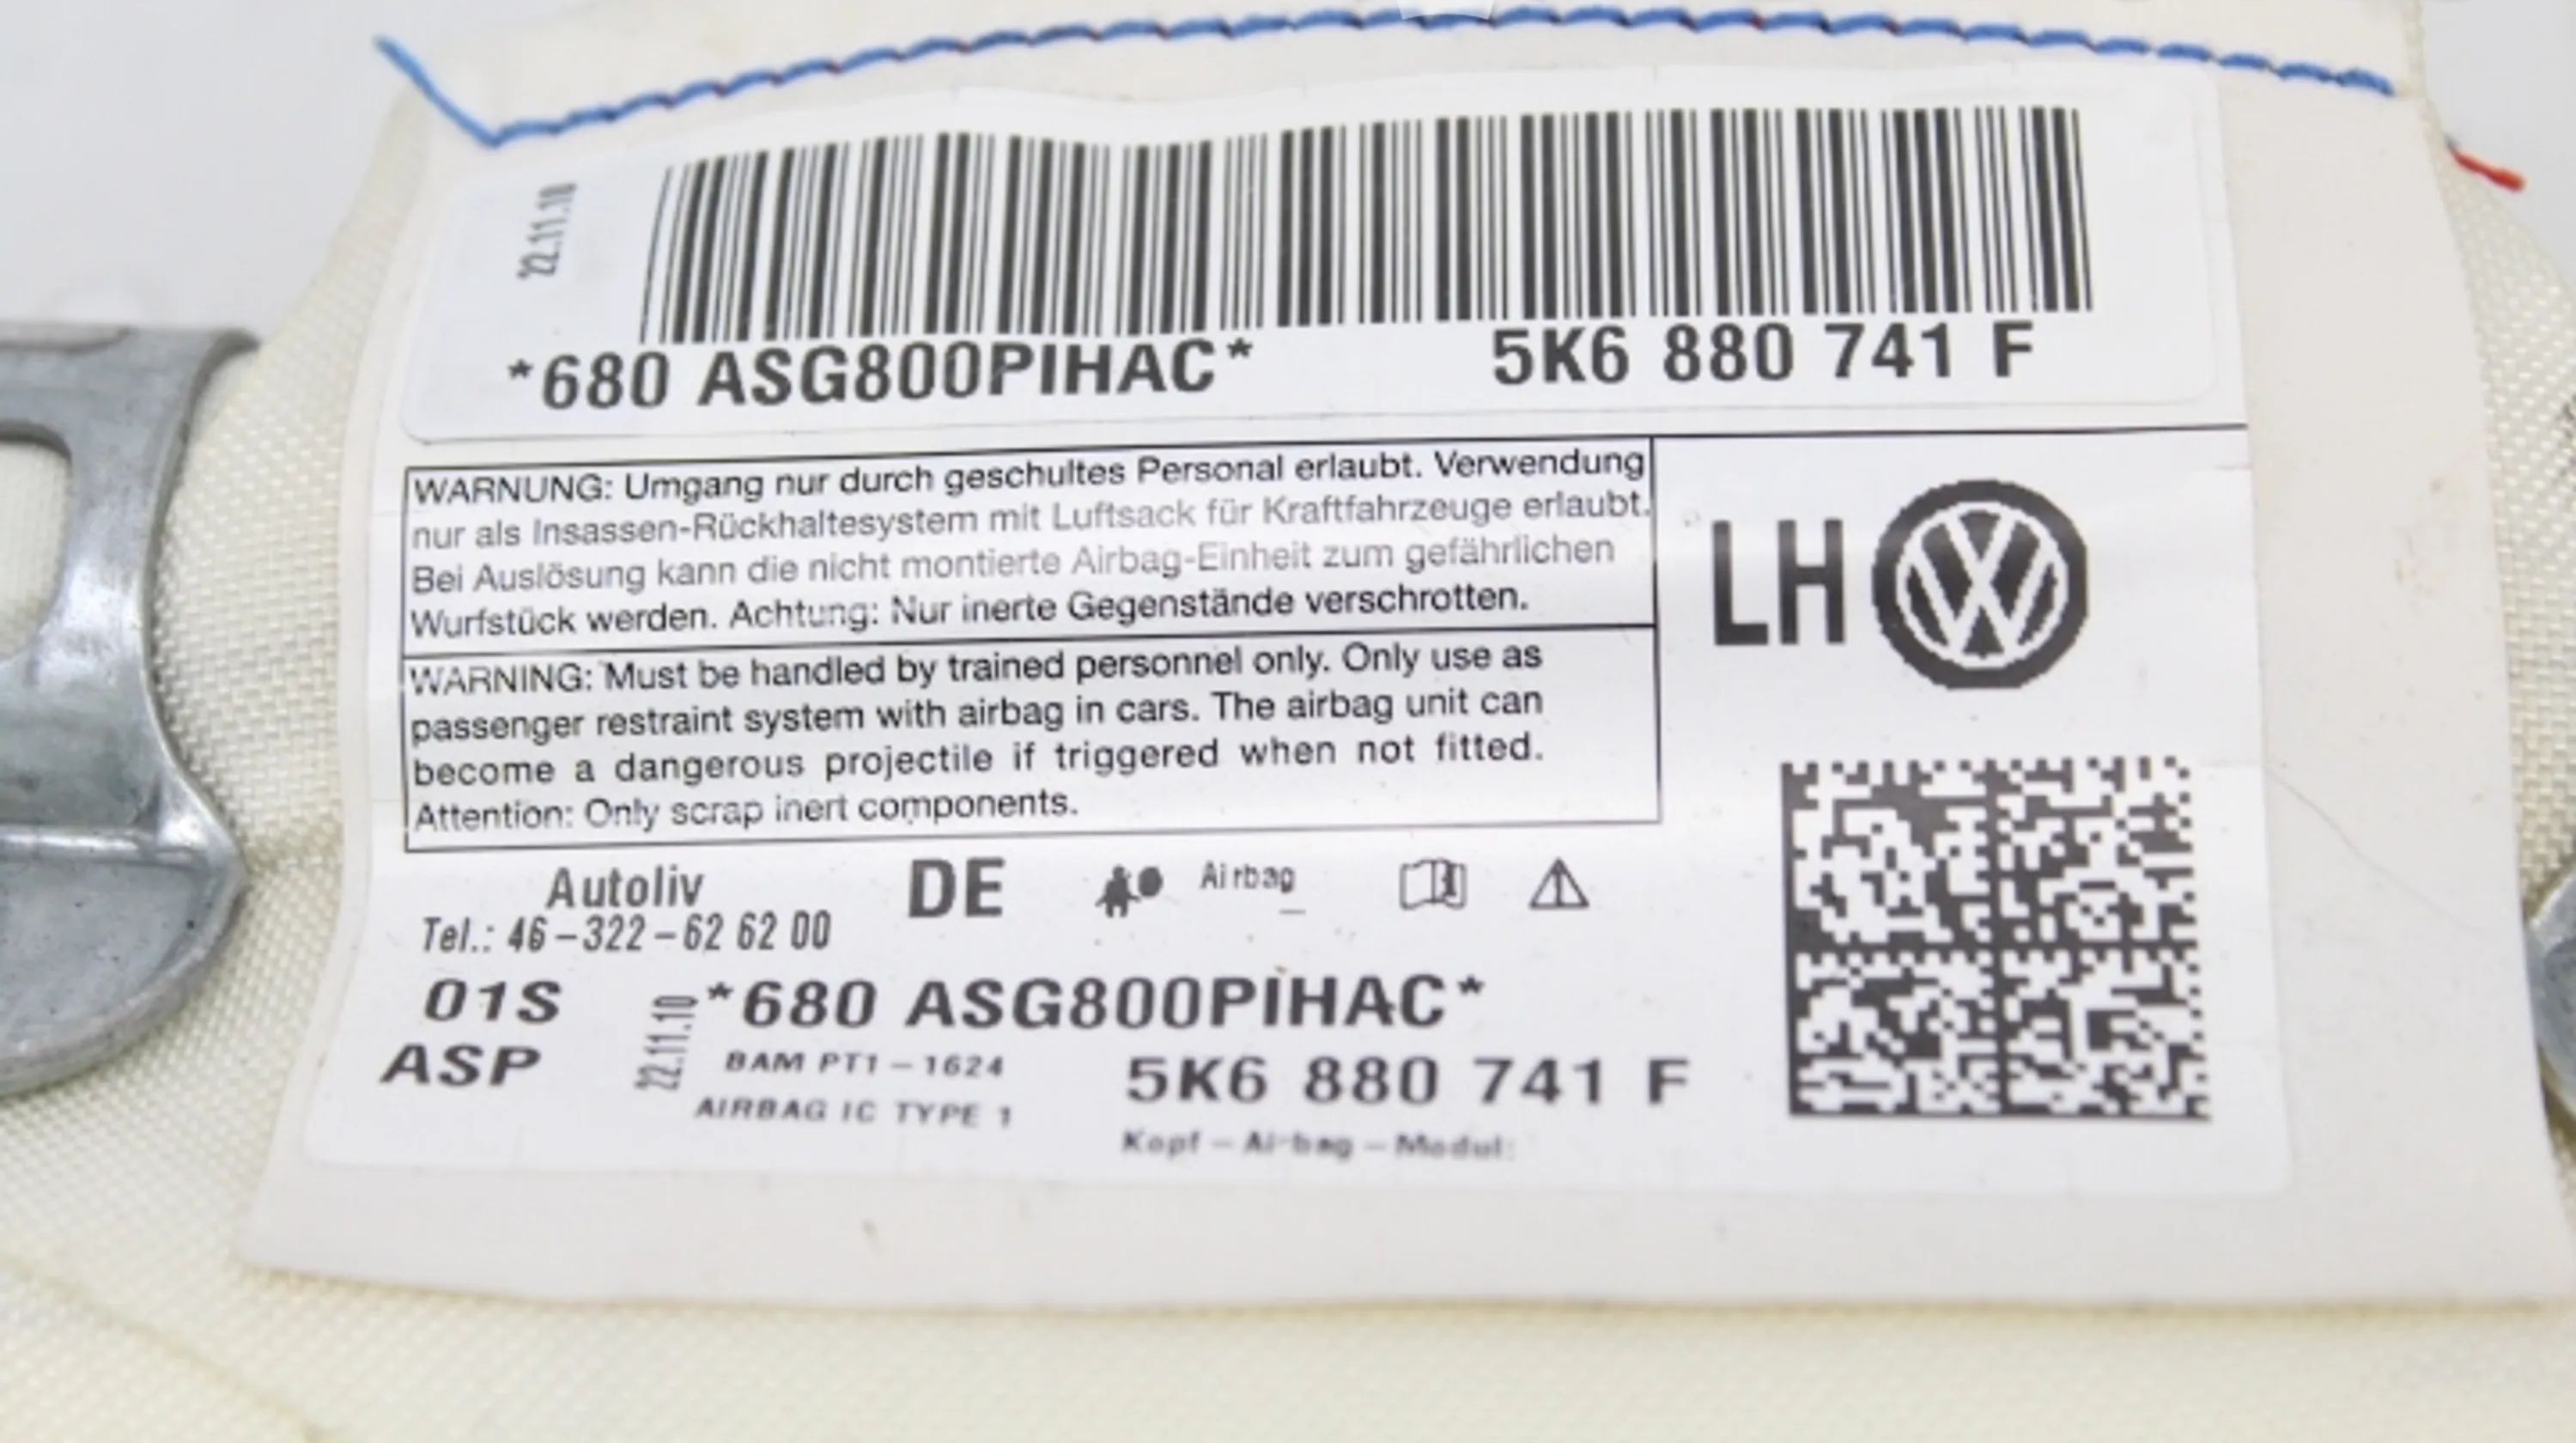 22.11.10
*680 ASG800PIHAC* 5K6 880 741 F
WARNUNG: Umgang nur durch geschultes Personal erlaubt. Verwendung
nur als Insassen-Rückhaltesystem mit Luftsack für Kraftfahrzeuge erlaubt.
Bei Auslösung kann die nicht montierte Airbag-Einheit zum gefährlichen
Wurfstück werden. Achtung: Nur inerte Gegenstände verschrotten.
LH
WARNING: Must be handled by trained personnel only. Only use as
passenger restraint system with airbag in cars. The airbag unit can
become a dangerous projectile if triggered when not fitted.
Attention: Only scrap inert components.
Autoliv DE Airbag
Tel.: 46-322-62 62 00
01S *680 ASG800PIHAC*
ASP 22.11.10 BAM PT1-1624 5K6 880 741 F
AIRBAG IC TYPE 1
Kopf-Airbag-Modul: